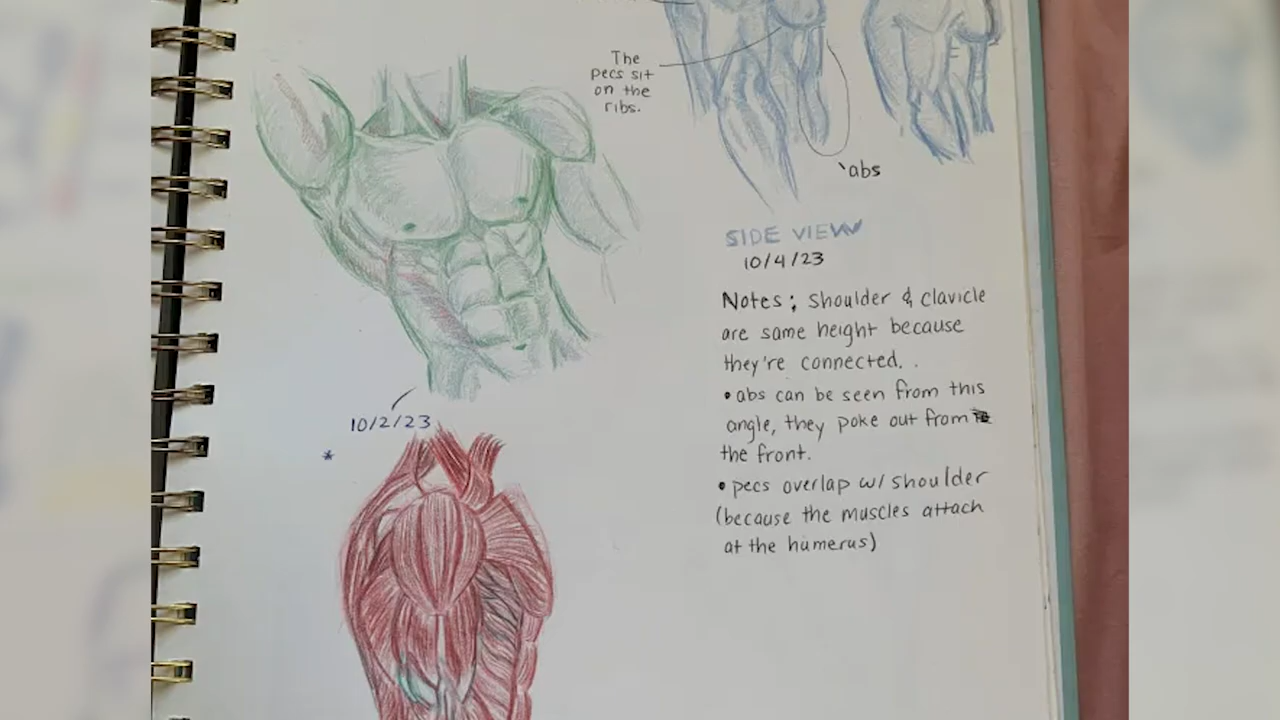 The
pecs sit
on the
ribs.
abs
SIDE VIEW
10/4/23
Notes; Shoulder & clavicle
are same height because
they're connected. .
• abs can be seen from this
angle, they poke out from
the front.
• pecs overlap w/ shoulder
(because the muscles attach
at the humerus)
10/2/23
*